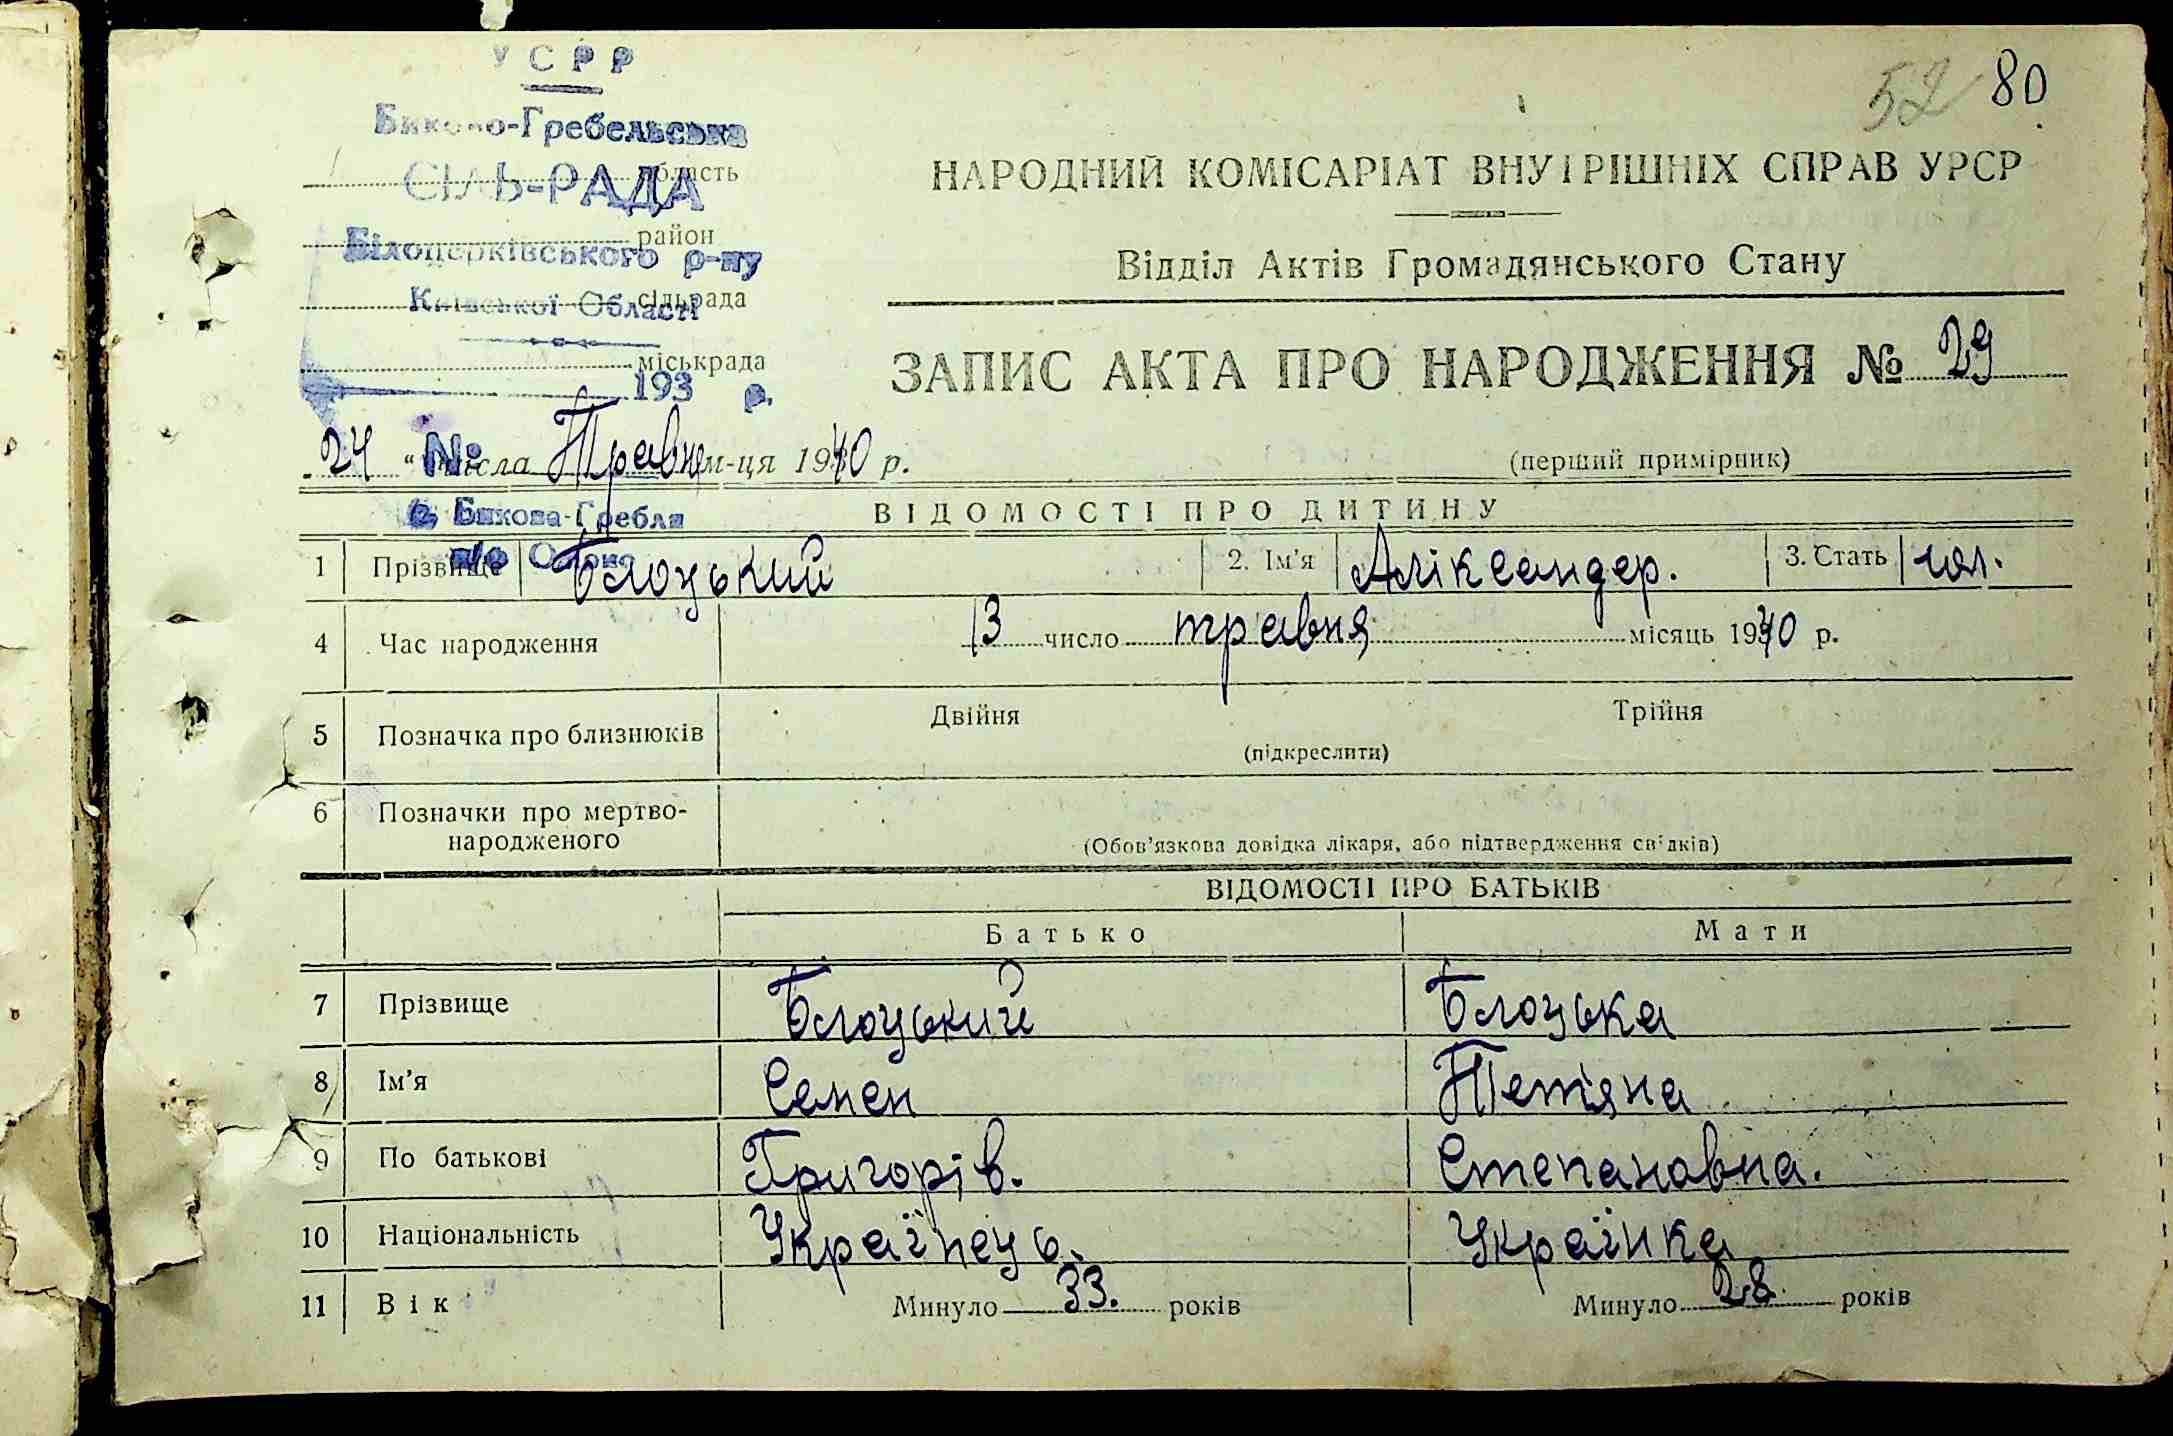 УСРР
52 80
Биково-Гребельська
СІЛЬ-РАДА
область
НАРОДНИЙ КОМІСАРІАТ ВНУТРІШНІХ СПРАВ УРСР
район
Білоцерківського р-ну
Відділ Актів Громадянського Стану
сільрада
Київської Області
міськрада
193 р.
ЗАПИС АКТА ПРО НАРОДЖЕННЯ № 29
24 " числа Травня м-ця 1940 р.
№
(перший примірник)
с. Бикова-Гребля
ВІДОМОСТІ ПРО ДИТИНУ
п/о
1 Прізвище Блоцький 2. Ім'я Аліксандер. 3. Стать чол.
4 Час народження 13 число травня місяць 1940 р.
5 Позначка про близнюків Двійня Трійня
(підкреслити)
6 Позначки про мертво-
народженого
(Обов'язкова довідка лікаря, або підтвердження свідків)
ВІДОМОСТІ ПРО БАТЬКІВ
Батько Мати
7 Прізвище Блоцький Блоцька
8 Ім'я Семен Тетяна
9 По батькові Григорів. Степановна.
10 Національність Українець. Українка
11 Вік Минуло 33. років Минуло 28 років